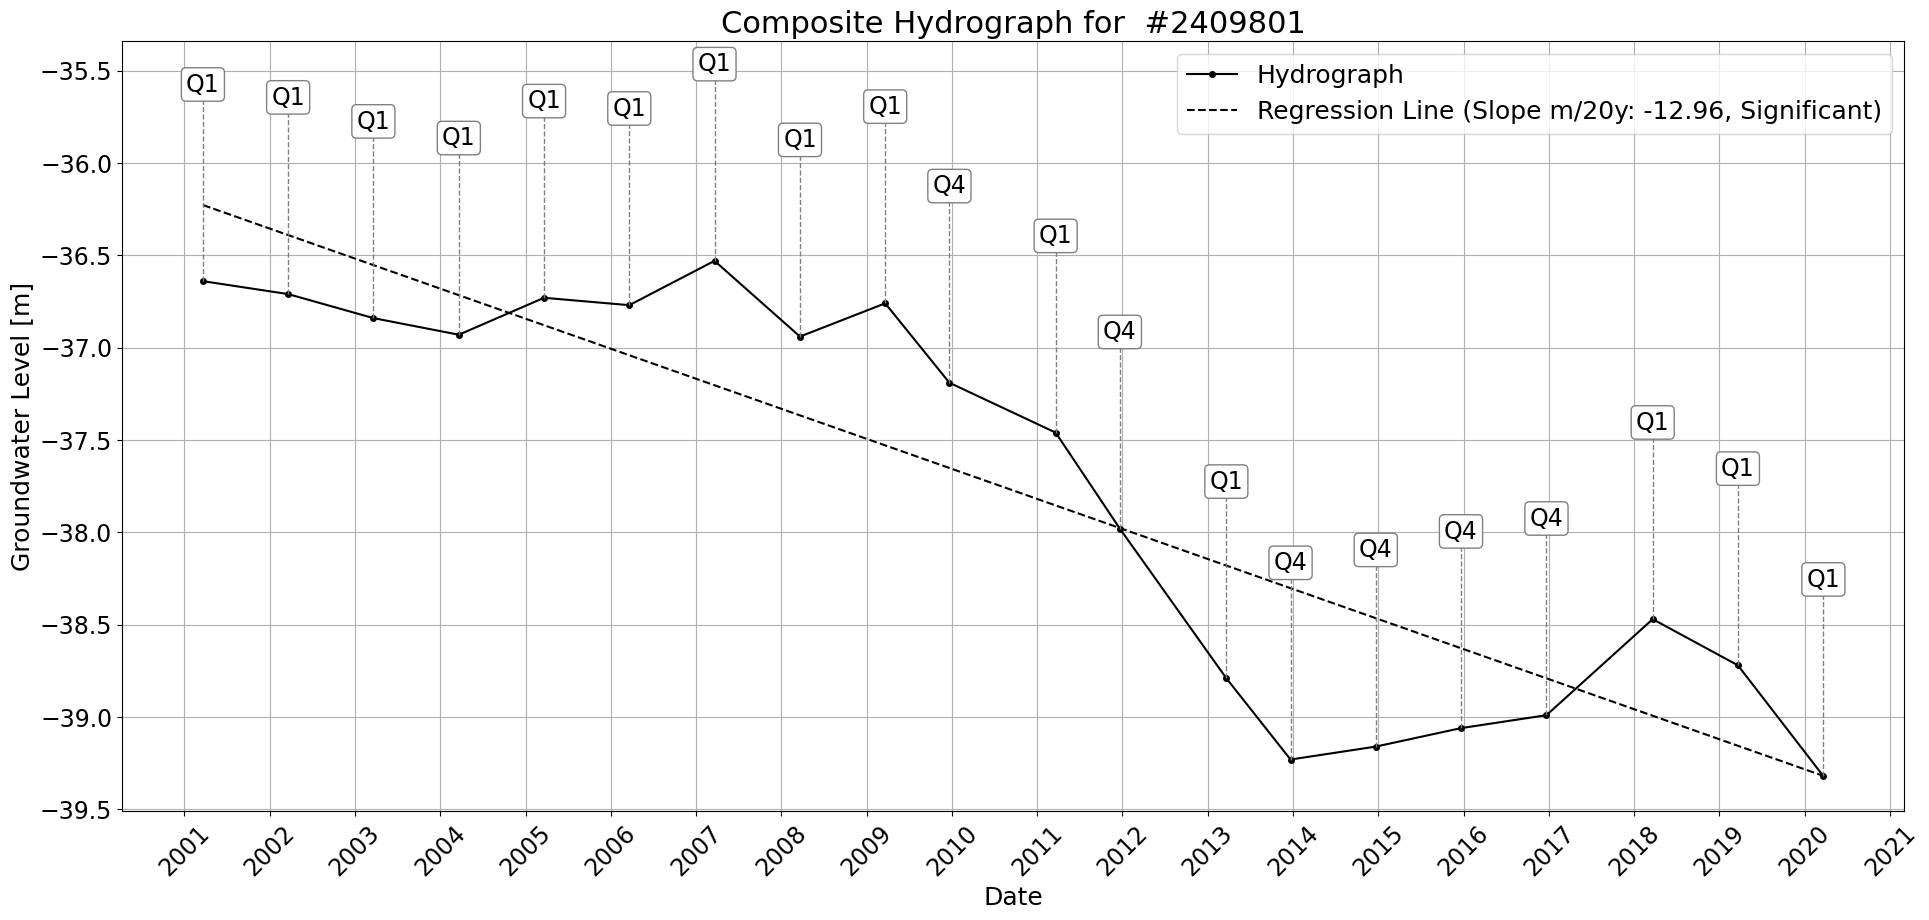 Composite Hydrograph for  #2409801
Hydrograph
Regression Line (Slope m/20y: -12.96, Significant)
Groundwater Level [m]
−35.5
−36.0
−36.5
−37.0
−37.5
−38.0
−38.5
−39.0
−39.5
Q1
Q1
Q1
Q1
Q1
Q1
Q1
Q1
Q1
Q4
Q1
Q4
Q1
Q4
Q4
Q4
Q4
Q1
Q1
Q1
2001
2002
2003
2004
2005
2006
2007
2008
2009
2010
2011
2012
2013
2014
2015
2016
2017
2018
2019
2020
2021
Date